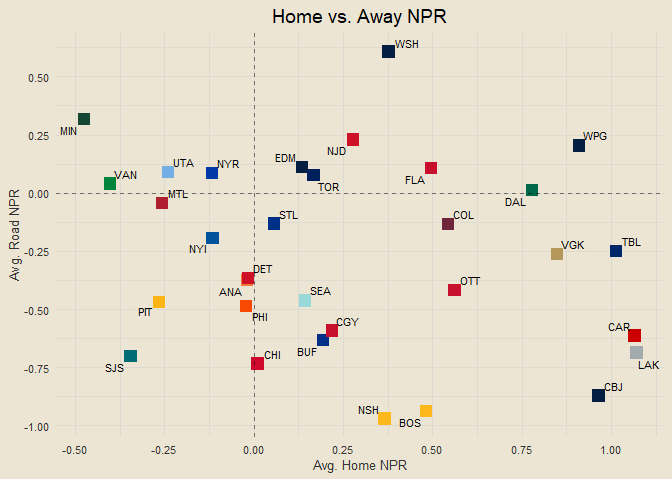 Home vs. Away NPR
WSH
0.50
MIN
0.25
NJD
WPG
UTA
NYR
EDM
FLA
VAN
TOR
DAL
0.00
MTL
STL
COL
NYI
VGK
TBL
-0.25
DET
ANA
SEA
OTT
PIT
PHI
-0.50
CGY
CAR
BUF
LAK
SJS
CHI
-0.75
CBJ
NSH
BOS
-1.00
Avg. Road NPR
-0.50
-0.25
0.00
0.25
0.50
0.75
1.00
Avg. Home NPR